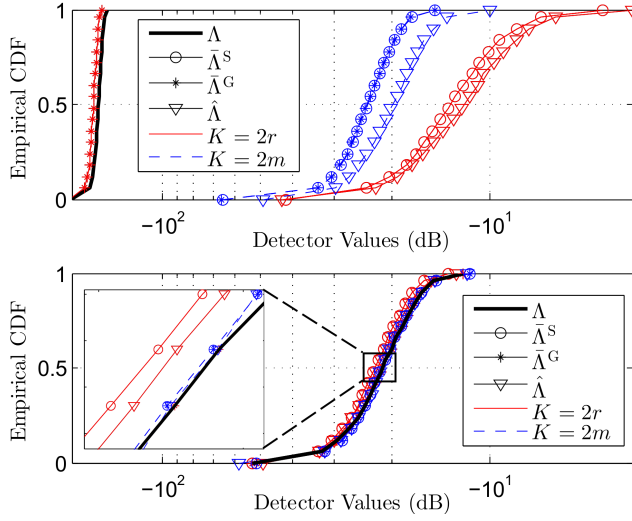 Empirical CDF
1
0.5
0
Λ
Λ̄ˢ
Λ̄ᴳ
Λ̂
K = 2r
K = 2m
−10²
−10¹
Detector Values (dB)
Empirical CDF
1
0.5
0
Λ
Λ̄ˢ
Λ̄ᴳ
Λ̂
K = 2r
K = 2m
−10²
−10¹
Detector Values (dB)